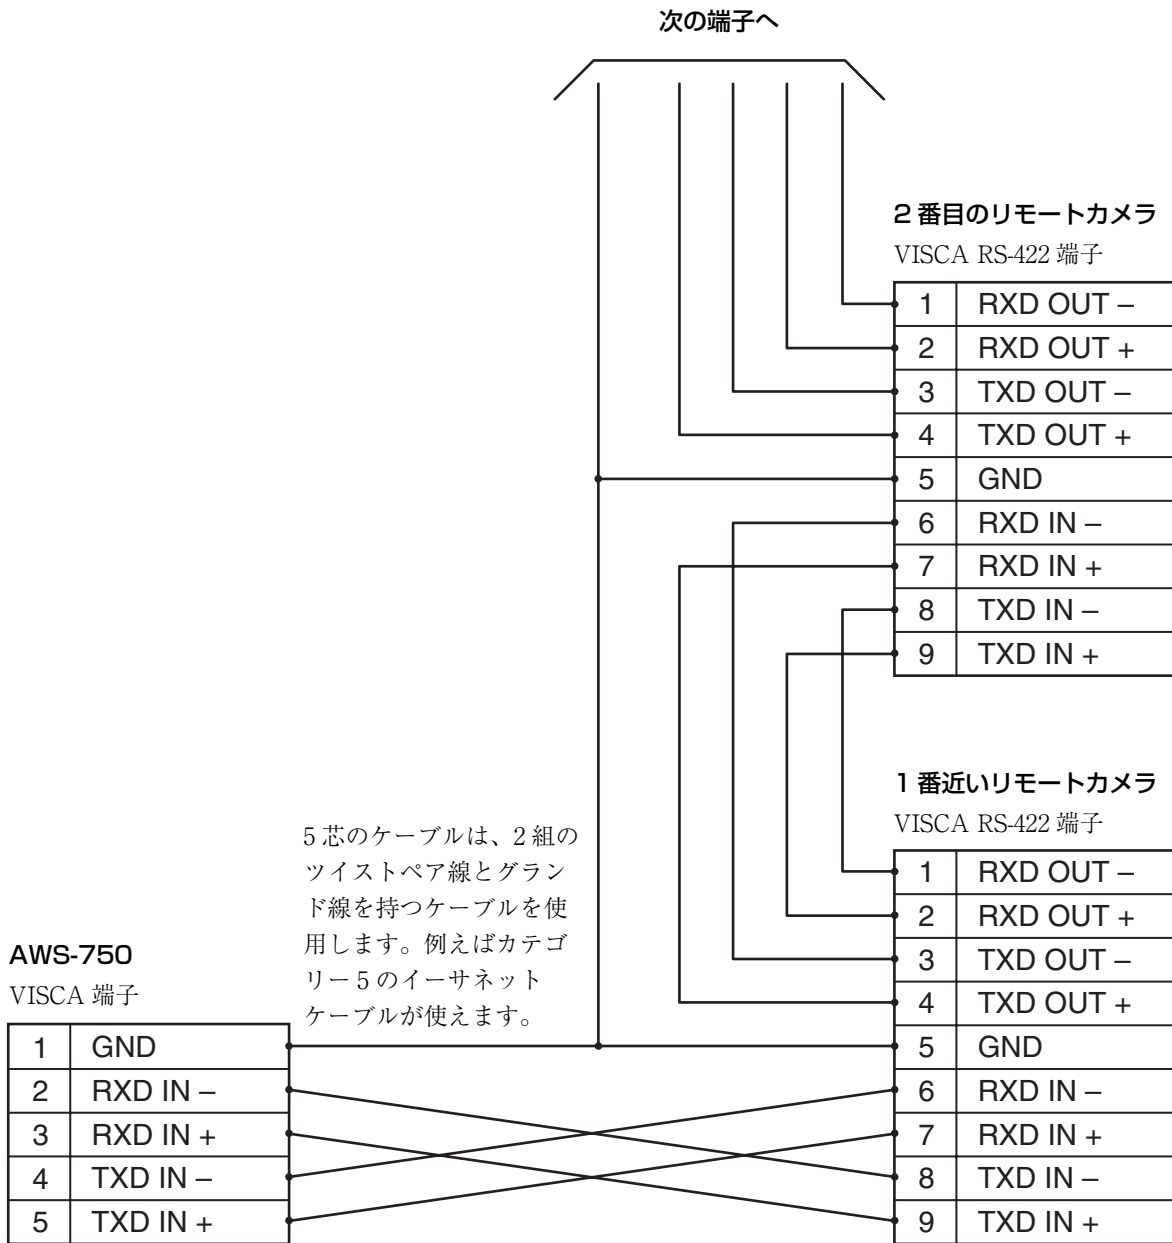 次の端子へ
2 番目のリモートカメラ
VISCA RS-422 端子
1 RXD OUT –
2 RXD OUT +
3 TXD OUT –
4 TXD OUT +
5 GND
6 RXD IN –
7 RXD IN +
8 TXD IN –
9 TXD IN +
1 番近いリモートカメラ
VISCA RS-422 端子
1 RXD OUT –
2 RXD OUT +
3 TXD OUT –
4 TXD OUT +
5 GND
6 RXD IN –
7 RXD IN +
8 TXD IN –
9 TXD IN +
5 芯のケーブルは、2 組の
ツイストペア線とグラン
ド線を持つケーブルを使
用します。例えばカテゴ
リー 5 のイーサネット
ケーブルが使えます。
AWS-750
VISCA 端子
1 GND
2 RXD IN –
3 RXD IN +
4 TXD IN –
5 TXD IN +